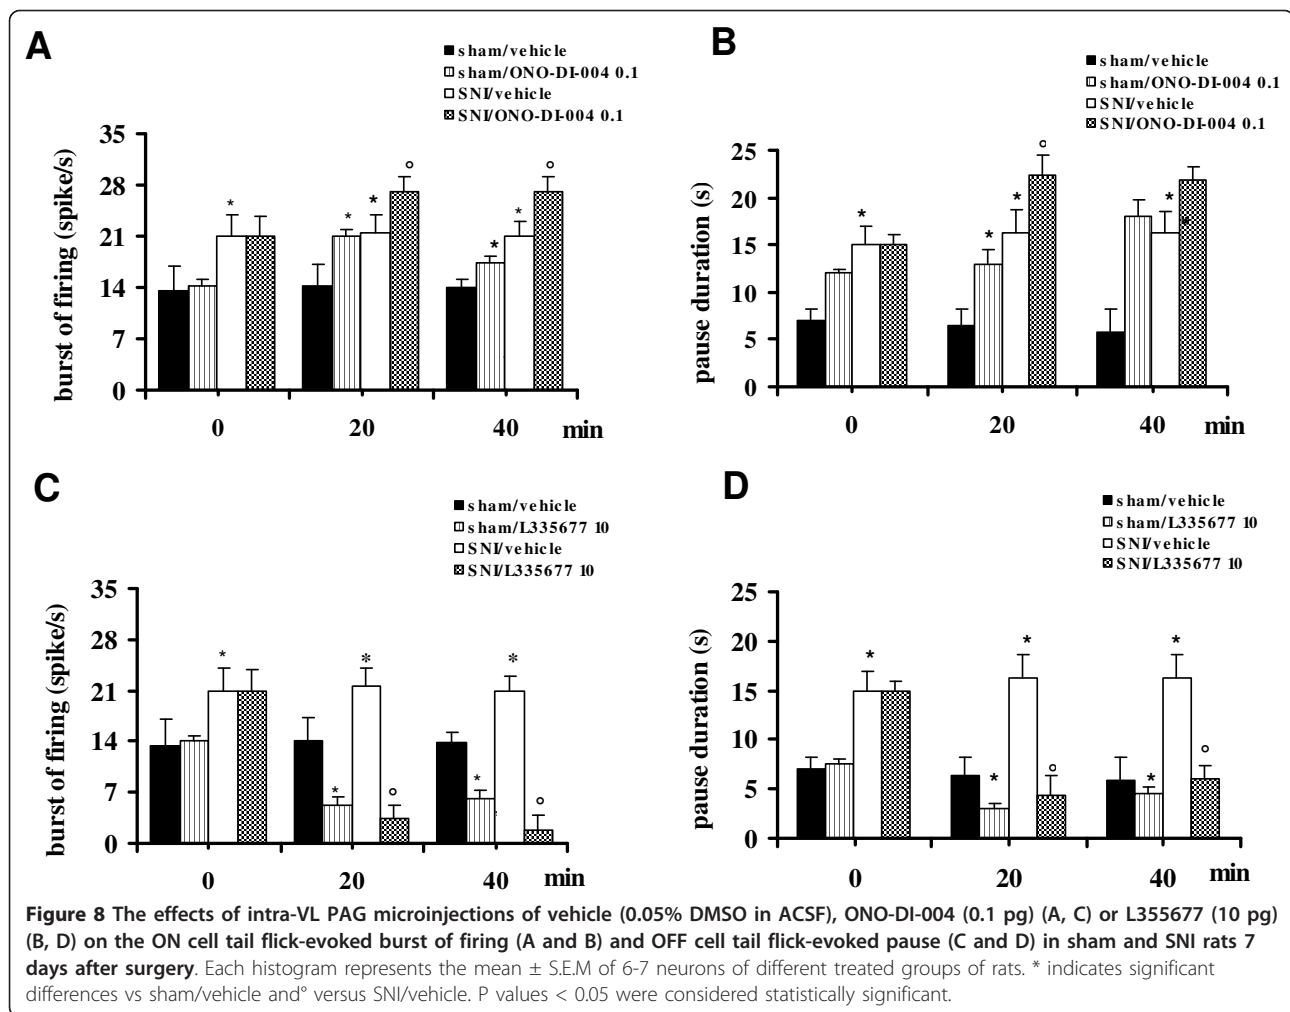 A
sham/vehicle
sham/ONO-DI-004 0.1
SNI/vehicle
SNI/ONO-DI-004 0.1
burst of firing (spike/s)
35
28
21
14
7
0
* * * ° * * °
0 20 40 min
B
sham/vehicle
sham/ONO-DI-004 0.1
SNI/vehicle
SNI/ONO-DI-004 0.1
pause duration (s)
25
20
15
10
5
0
* * * ° * *
0 20 40 min
C
sham/vehicle
sham/L335677 10
SNI/vehicle
SNI/L335677 10
burst of firing (spike/s)
35
28
21
14
7
0
* * * ° * * °
0 20 40 min
D
sham/vehicle
sham/L335677 10
SNI/vehicle
SNI/L335677 10
pause duration (s)
25
20
15
10
5
0
* * * ° * * °
0 20 40 min
Figure 8 The effects of intra-VL PAG microinjections of vehicle (0.05% DMSO in ACSF), ONO-DI-004 (0.1 pg) (A, C) or L355677 (10 pg)
(B, D) on the ON cell tail flick-evoked burst of firing (A and B) and OFF cell tail flick-evoked pause (C and D) in sham and SNI rats 7
days after surgery. Each histogram represents the mean ± S.E.M of 6-7 neurons of different treated groups of rats. * indicates significant
differences vs sham/vehicle and° versus SNI/vehicle. P values < 0.05 were considered statistically significant.